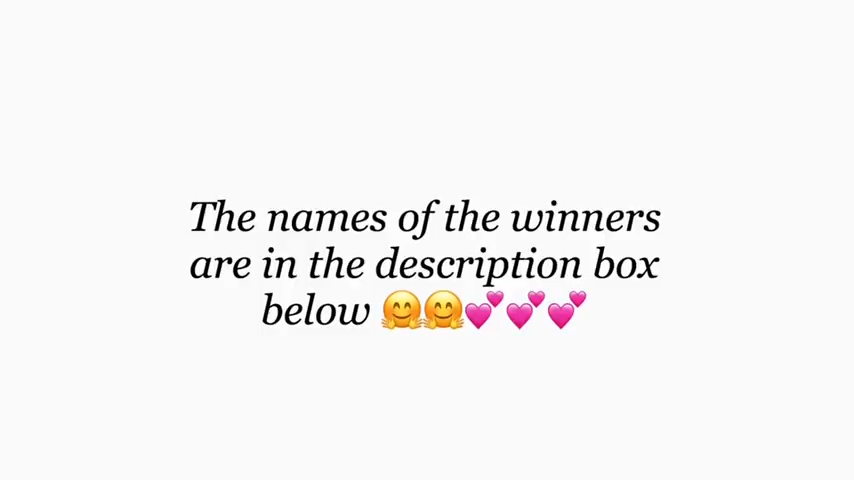 The names of the winners
are in the description box
below 🤗🤗💕💕💕